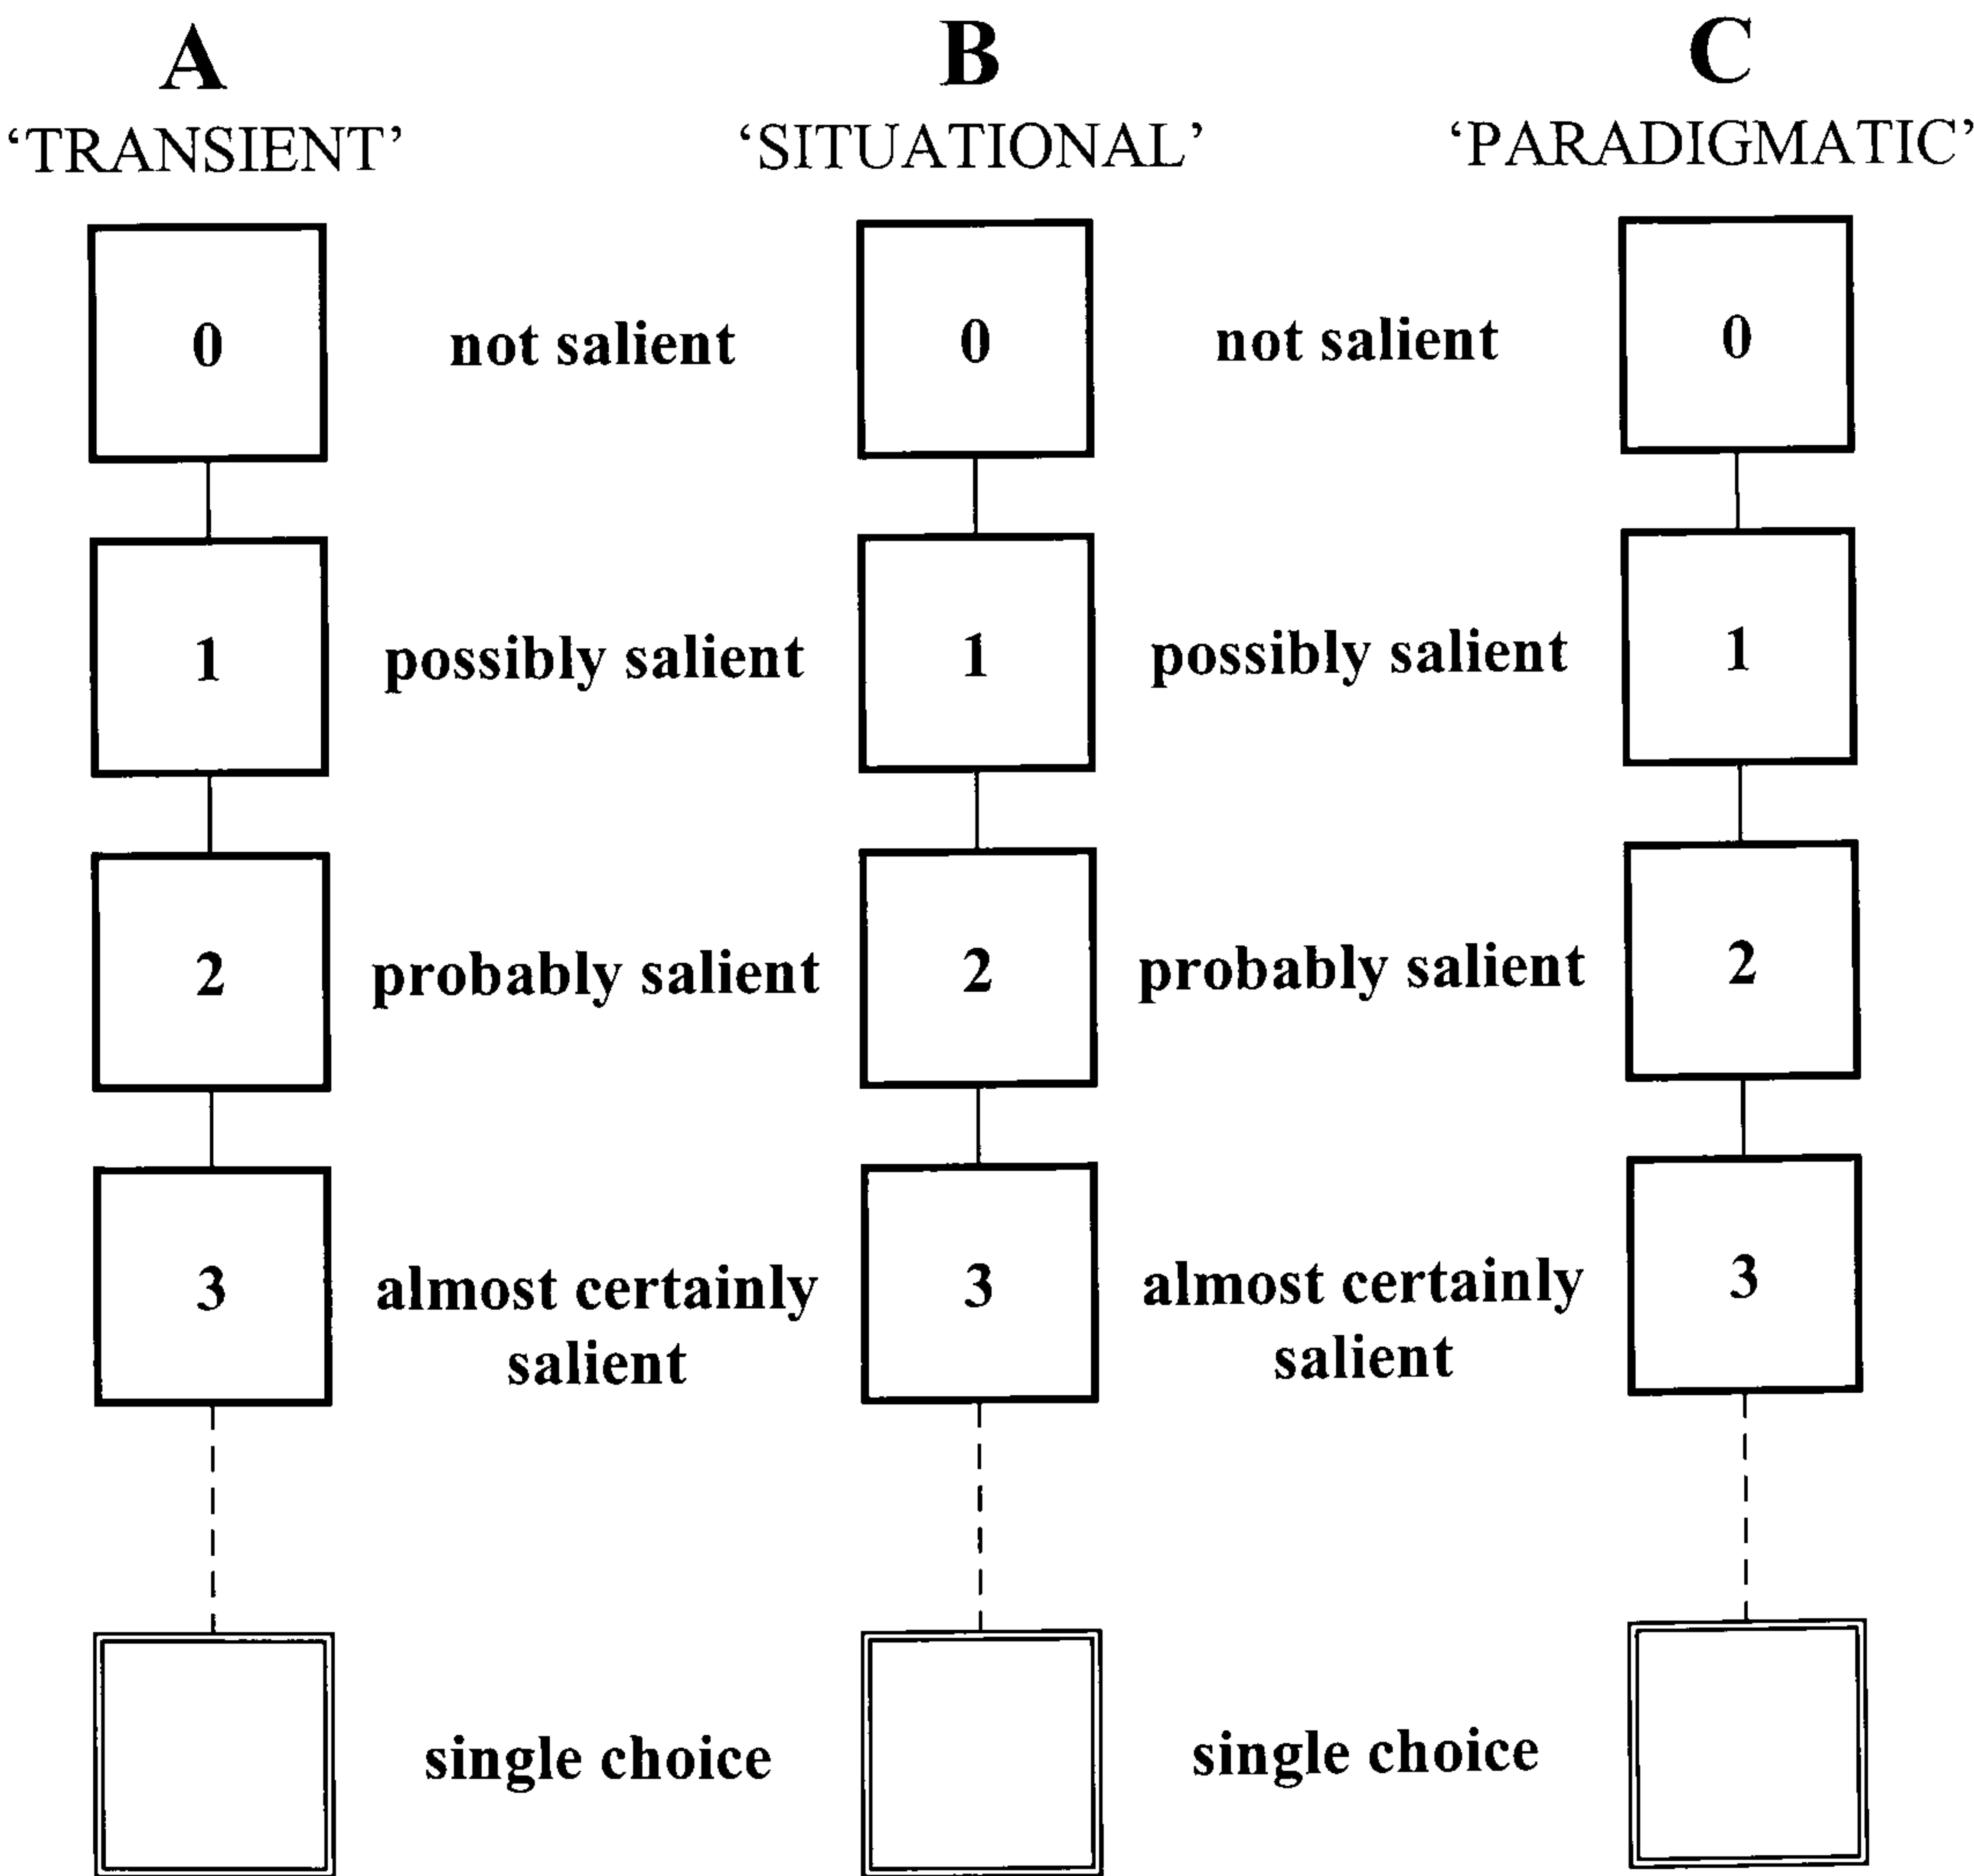 A B C
‘TRANSIENT’ ‘SITUATIONAL’ ‘PARADIGMATIC’
0 not salient 0 not salient 0
1 possibly salient 1 possibly salient 1
2 probably salient 2 probably salient 2
3 almost certainly 3 almost certainly 3
salient salient
single choice single choice